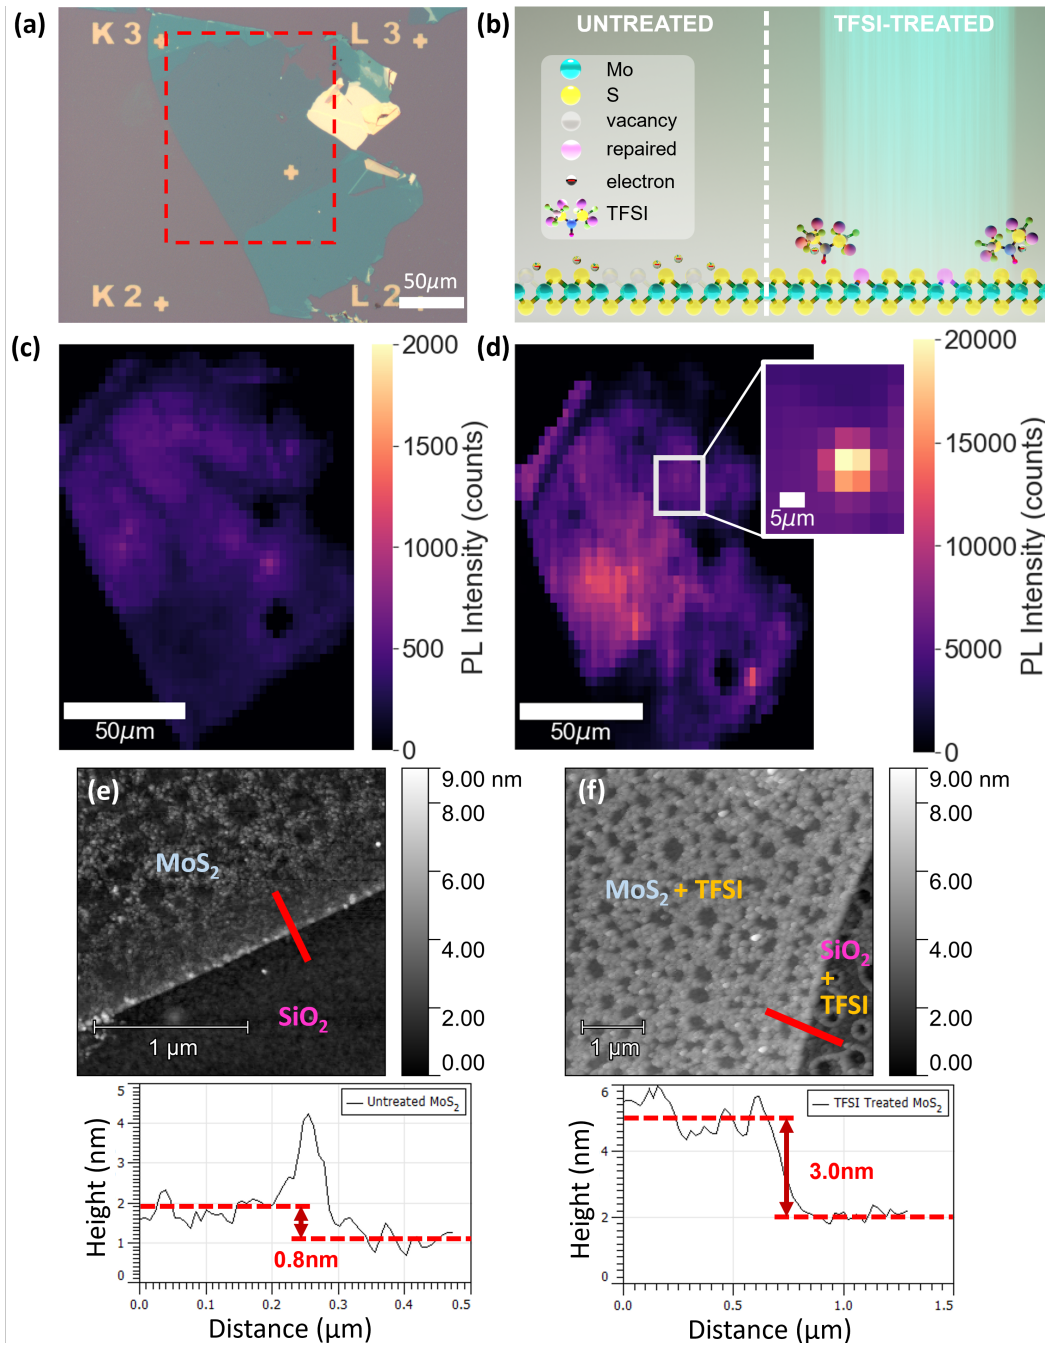 (a)
K 3
L 3
K 2
L 2
50μm
(b)
UNTREATED
TFSI-TREATED
Mo
S
vacancy
repaired
electron
TFSI
(c)
50μm
2000
1500
1000
500
0
PL Intensity (counts)
(d)
5μm
50μm
20000
15000
10000
5000
0
PL Intensity (counts)
(e)
MoS₂
SiO₂
1 μm
9.00 nm
8.00
6.00
4.00
2.00
0.00
(f)
MoS₂ + TFSI
SiO₂
+
TFSI
1 μm
9.00 nm
8.00
6.00
4.00
2.00
0.00
Height (nm)
5
4
3
2
1
0
Untreated MoS₂
0.8nm
0.0 0.1 0.2 0.3 0.4 0.5
Distance (μm)
Height (nm)
6
4
2
0
TFSI Treated MoS₂
3.0nm
0.0 0.5 1.0 1.5
Distance (μm)